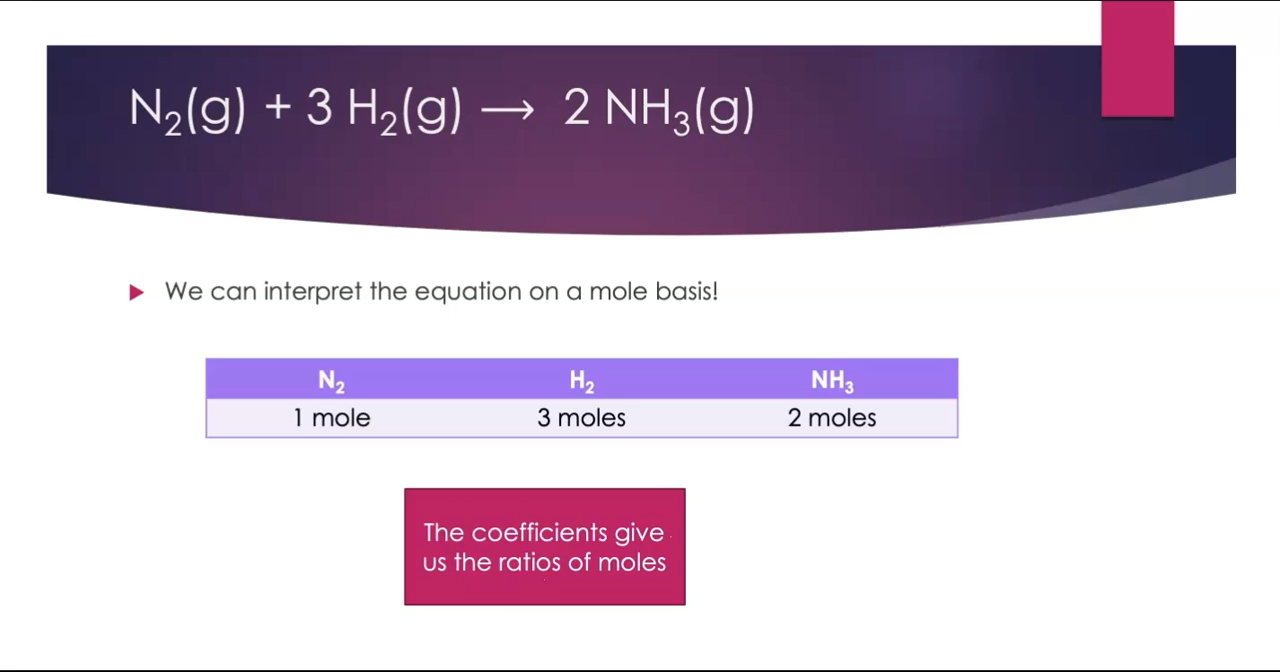 N₂(g) + 3 H₂(g) ⟶ 2 NH₃(g)
We can interpret the equation on a mole basis!
N₂ H₂ NH₃
1 mole 3 moles 2 moles
The coefficients give
us the ratios of moles